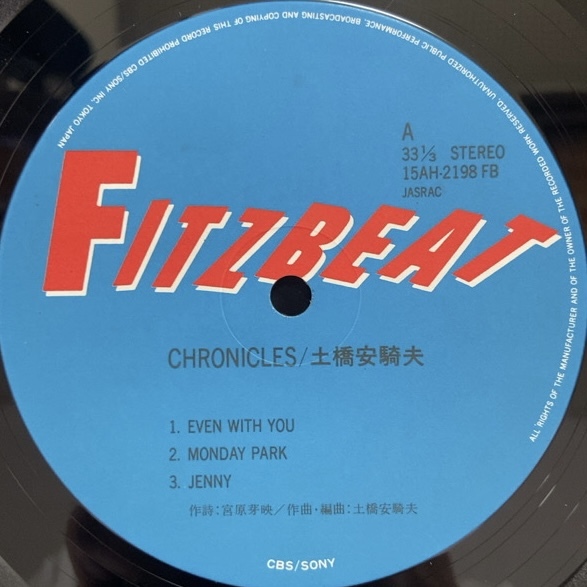 UNAUTHORIZED PUBLIC PERFORMANCE, BROADCASTING AND COPYING OF THIS RECORD PROHIBITED CBS/SONY INC. TOKYO JAPAN
ALL RIGHTS OF THE MANUFACTURER AND OF THE OWNER OF THE RECORDED WORK RESERVED.
A
33 1/3 STEREO
15AH-2198 FB
JASRAC
FITZBEAT
CHRONICLES/土橋安騎夫
1. EVEN WITH YOU
2. MONDAY PARK
3. JENNY
作詩:宮原芽映/作曲・編曲:土橋安騎夫
CBS/SONY